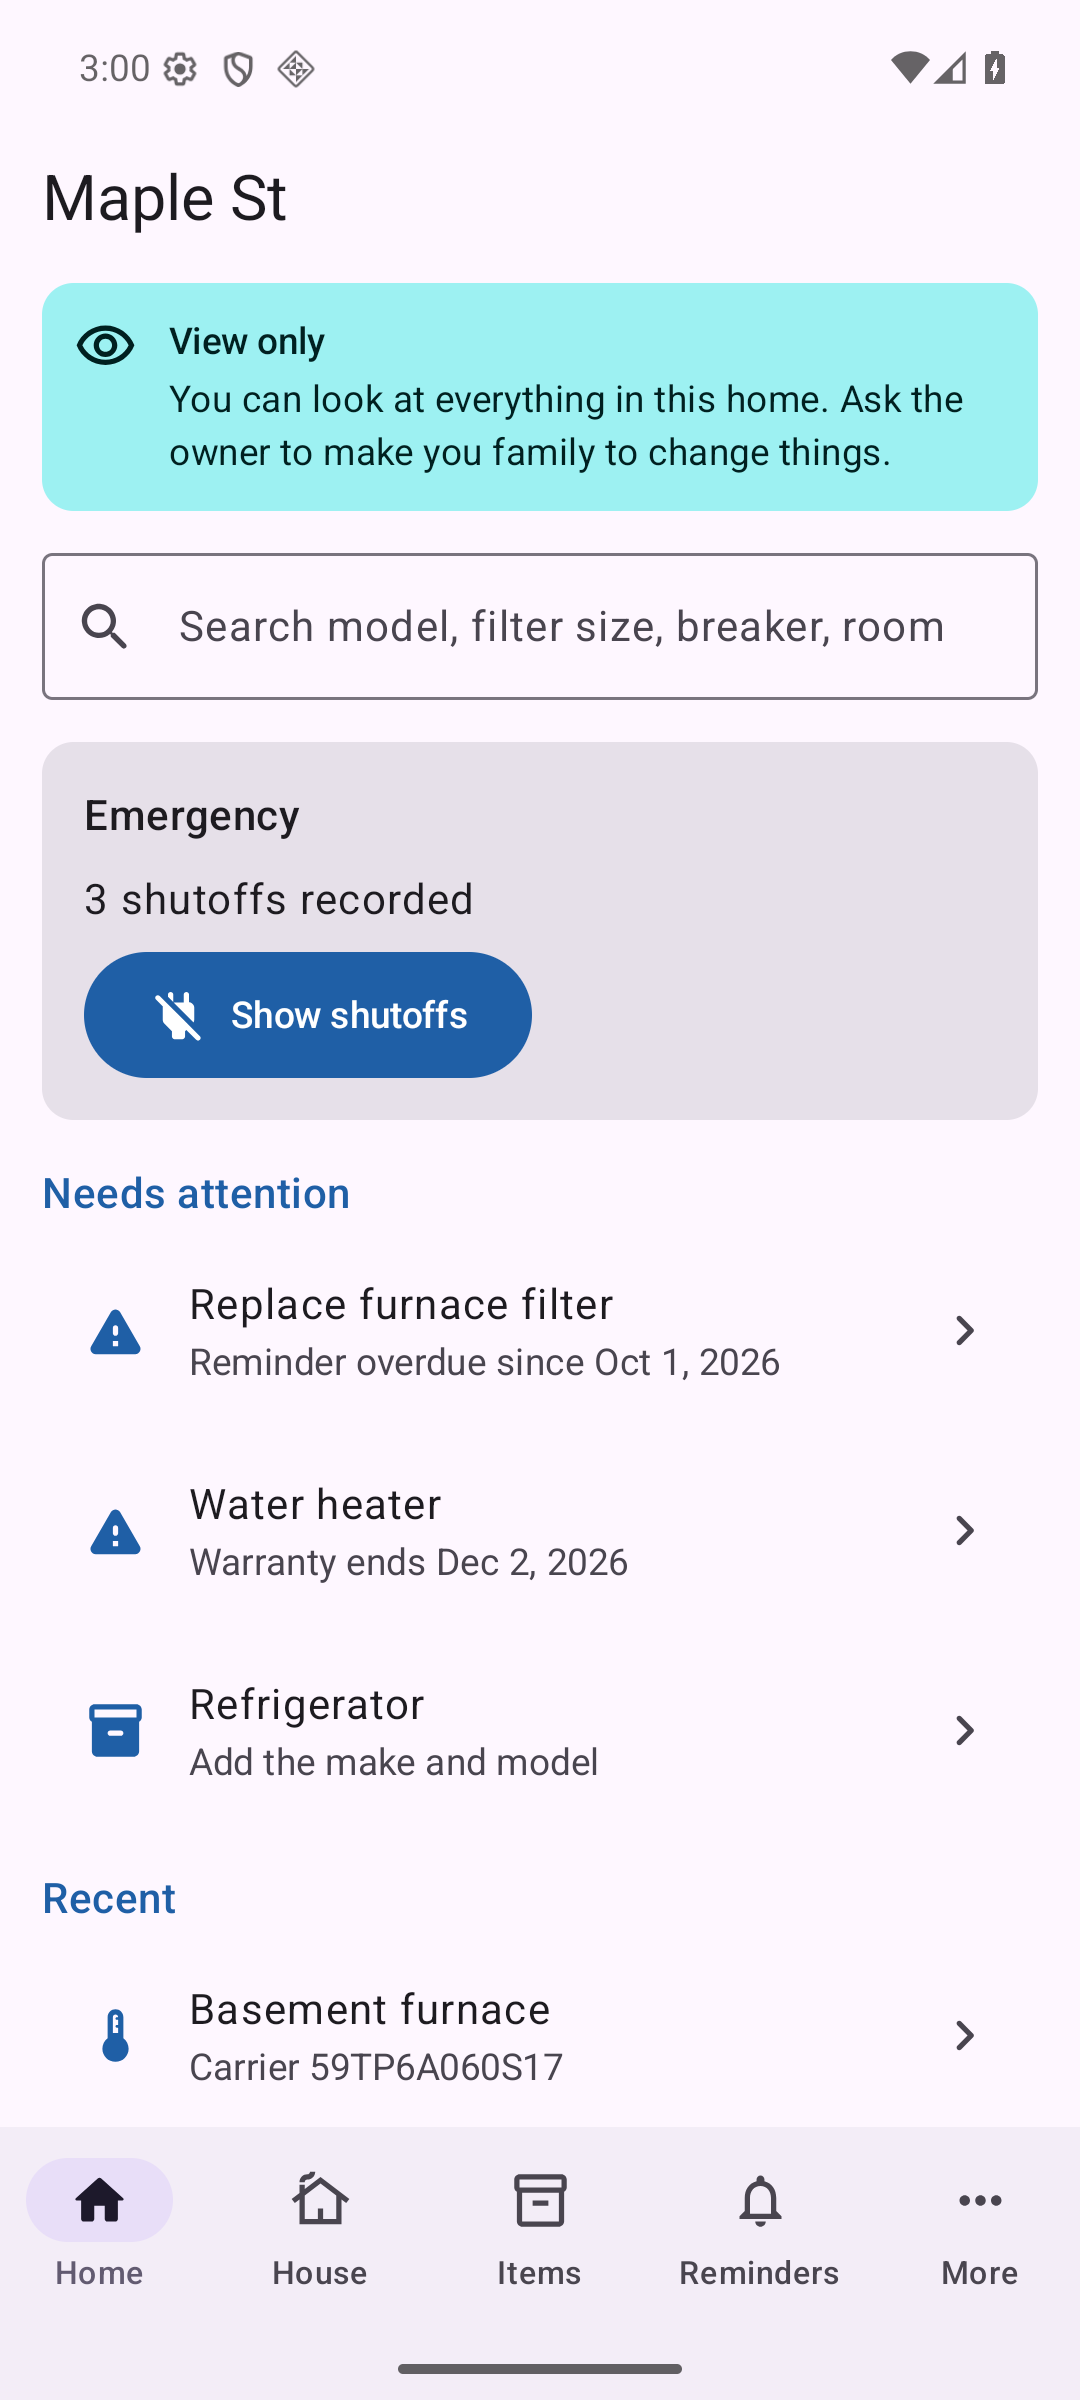 3:00
Maple St
View only
You can look at everything in this home. Ask the
owner to make you family to change things.
Search model, filter size, breaker, room
Emergency
3 shutoffs recorded
Show shutoffs
Needs attention
Replace furnace filter
Reminder overdue since Oct 1, 2026
Water heater
Warranty ends Dec 2, 2026
Refrigerator
Add the make and model
Recent
Basement furnace
Carrier 59TP6A060S17
Home
House
Items
Reminders
More